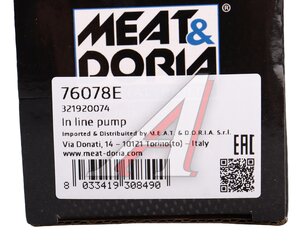 MEAT&
DORIA
76078E
321920074
In line pump
Imported & Distribuited by M.E.A.T. & D.O.R.I.A. S.r.l.
Via Donati, 14 - 10121 Torino(to) - Italy
www.meat-doria.com
EAC
8 033419 308490